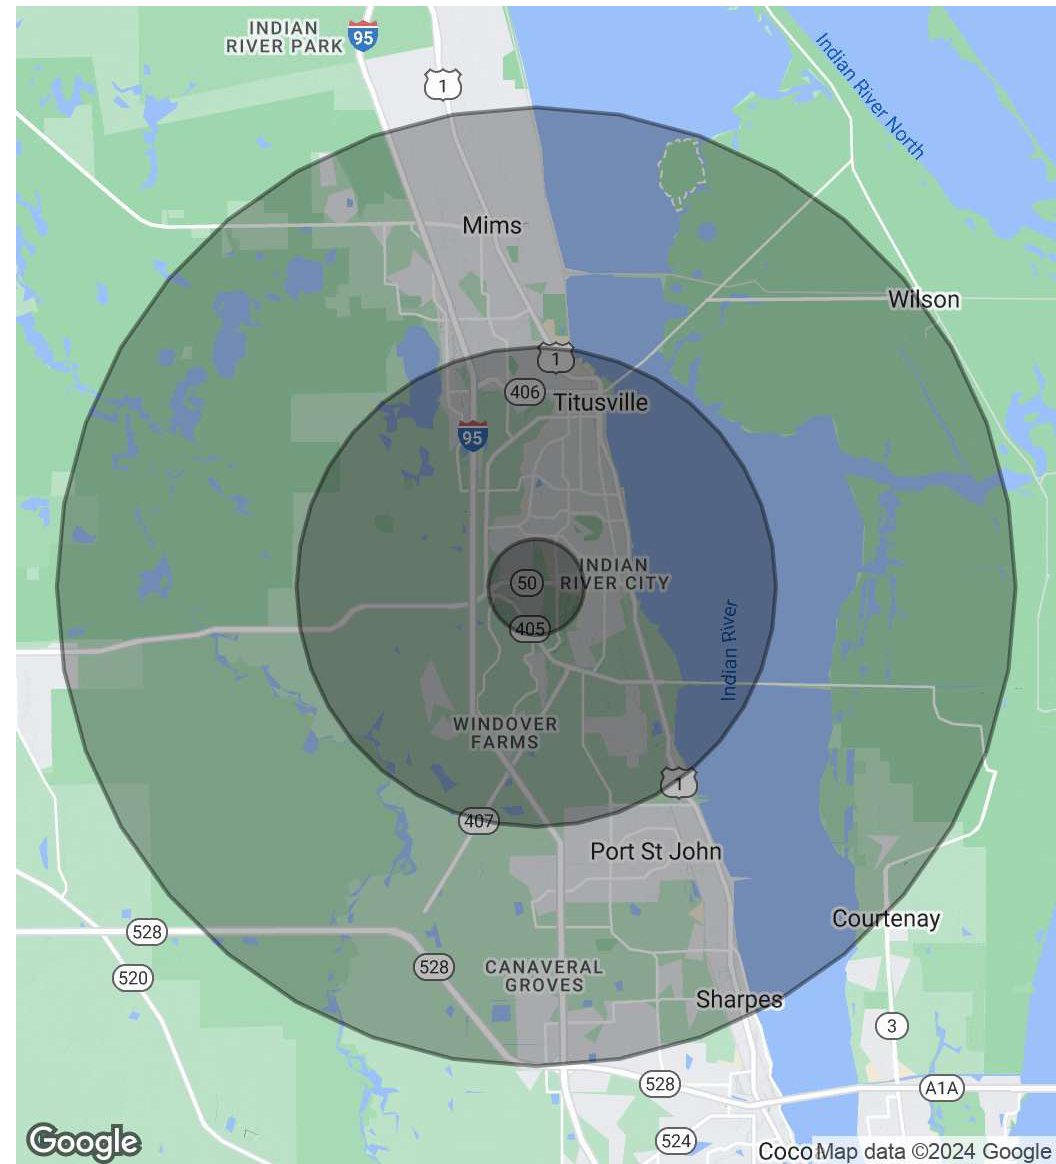 INDIAN
RIVER PARK
95
1
Indian River North
Mims
Wilson
1
406
Titusville
95
INDIAN
RIVER CITY
50
405
Indian River
WINDOVER
FARMS
1
407
Port St John
Courtenay
528
528
520
CANAVERAL
GROVES
Sharpes
3
528
A1A
524
Coco
Google
Map data ©2024 Google